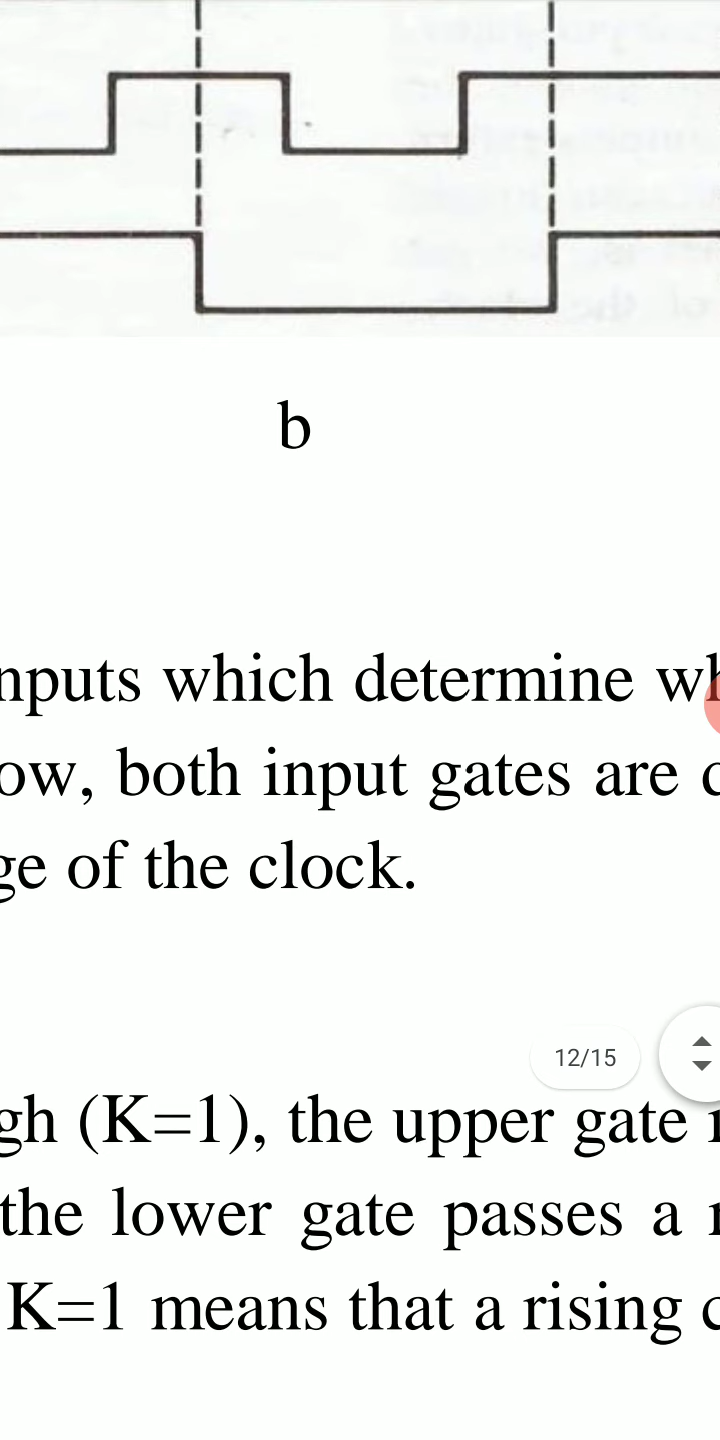 b
nputs which determine wh
ow, both input gates are
ge of the clock.
12/15
gh (K=1), the upper gate
the lower gate passes a
K=1 means that a rising